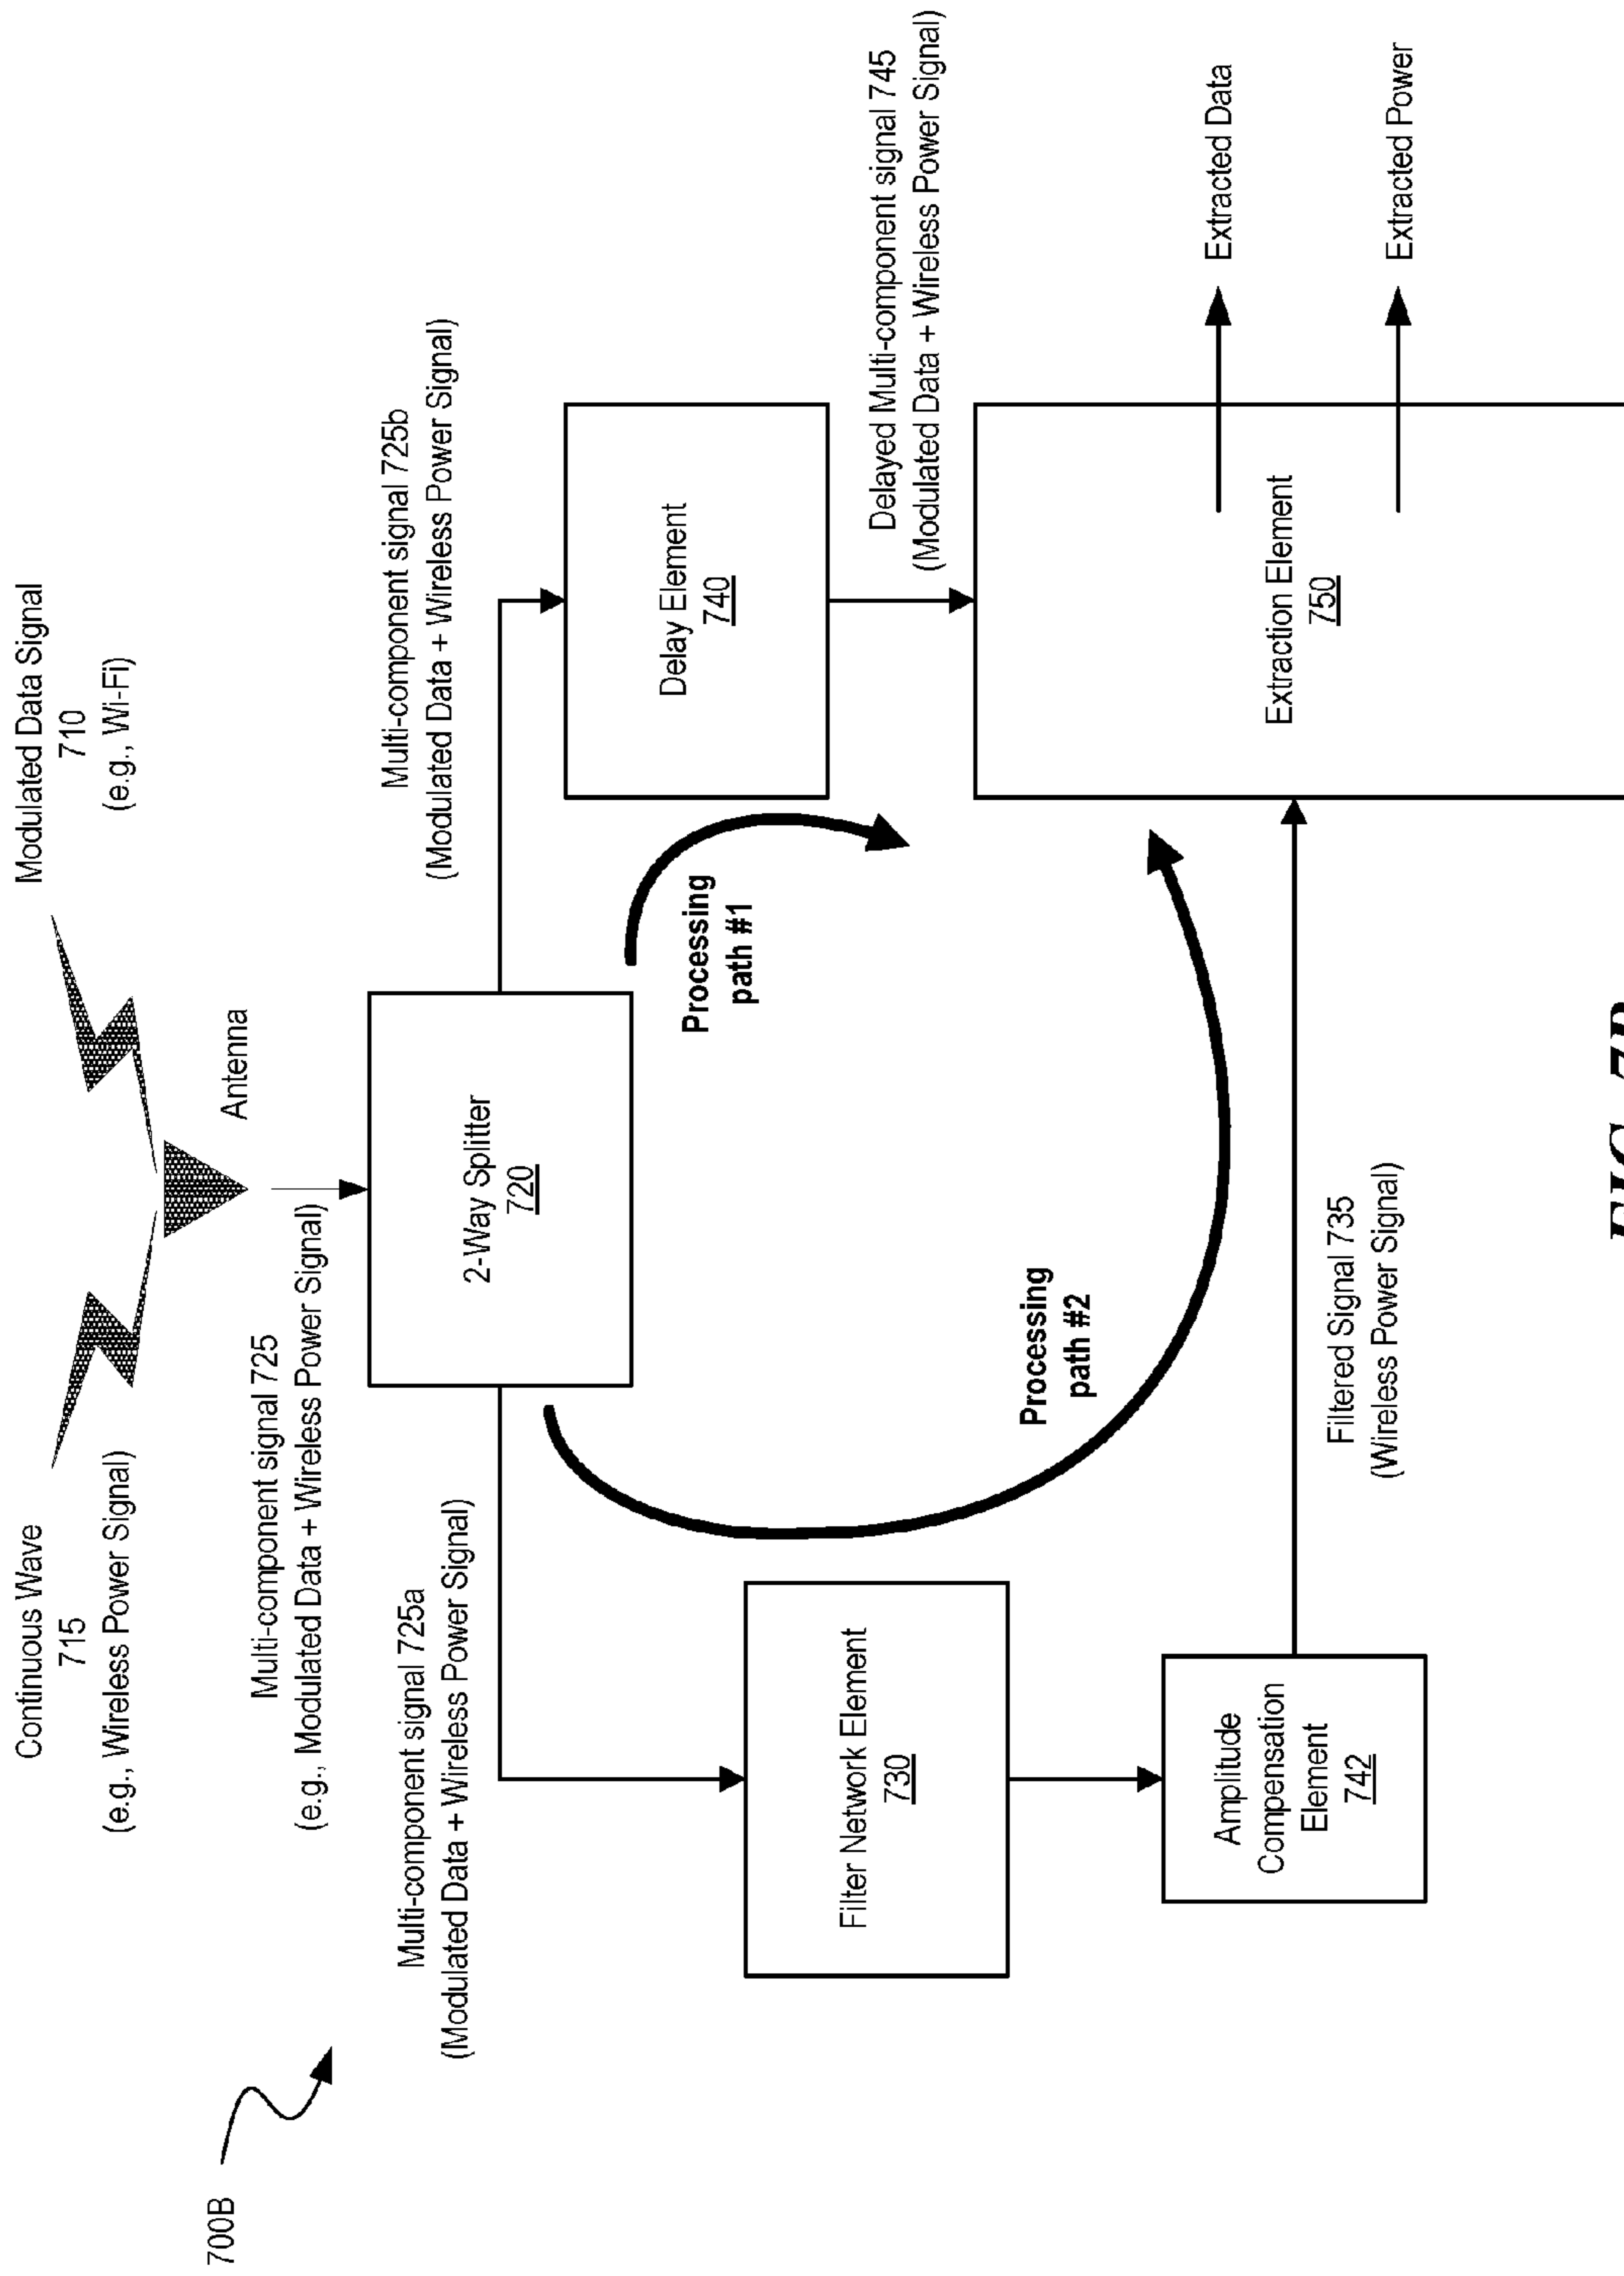 700B
Continuous Wave
715
(e.g., Wireless Power Signal)
Modulated Data Signal
710
(e.g., Wi-Fi)
Antenna
Multi-component signal 725
(e.g., Modulated Data + Wireless Power Signal)
2-Way Splitter
720
Multi-component signal 725a
(Modulated Data + Wireless Power Signal)
Multi-component signal 725b
(Modulated Data + Wireless Power Signal)
Filter Network Element
730
Processing
path #1
Delay Element
740
Delayed Multi-component signal 745
(Modulated Data + Wireless Power Signal)
Processing
path #2
Amplitude
Compensation
Element
742
Filtered Signal 735
(Wireless Power Signal)
Extraction Element
750
Extracted Data
Extracted Power